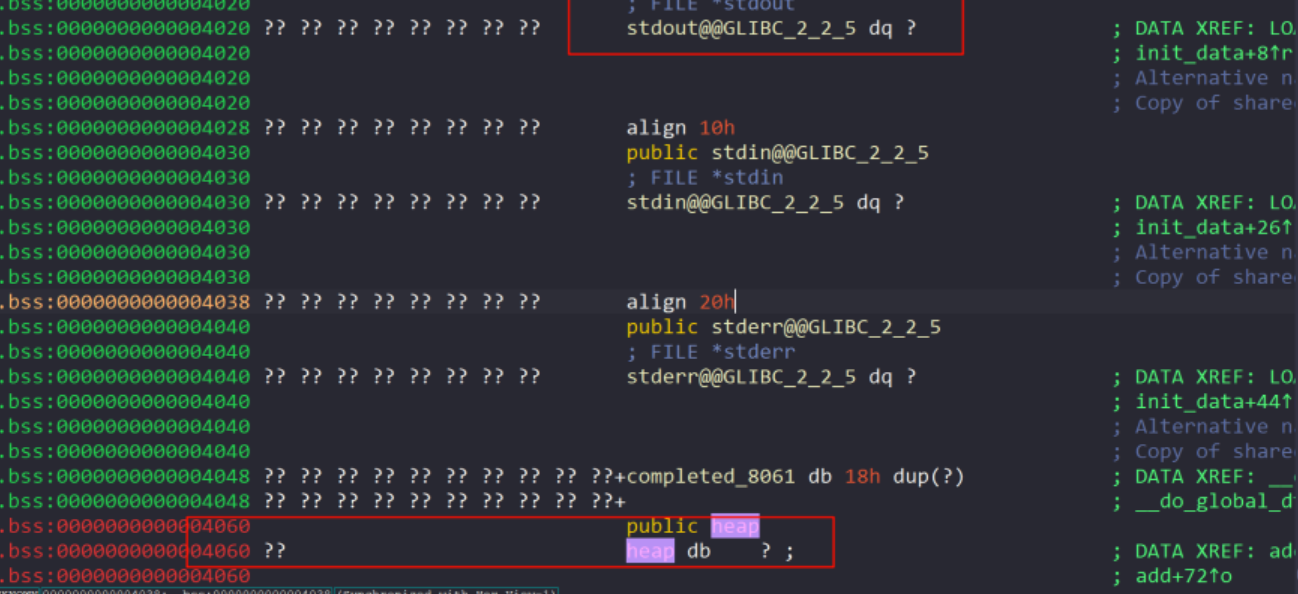 .bss:0000000000004020 ; FILE *stdout
.bss:0000000000004020 ?? ?? ?? ?? ?? ?? ?? ?? stdout@@GLIBC_2_2_5 dq ? ; DATA XREF: LO
.bss:0000000000004020 ; init_data+8↑r
.bss:0000000000004020 ; Alternative n
.bss:0000000000004020 ; Copy of share
.bss:0000000000004028 ?? ?? ?? ?? ?? ?? ?? ?? align 10h
.bss:0000000000004030 public stdin@@GLIBC_2_2_5
.bss:0000000000004030 ; FILE *stdin
.bss:0000000000004030 ?? ?? ?? ?? ?? ?? ?? ?? stdin@@GLIBC_2_2_5 dq ? ; DATA XREF: LO
.bss:0000000000004030 ; init_data+26↑
.bss:0000000000004030 ; Alternative n
.bss:0000000000004030 ; Copy of share
.bss:0000000000004038 ?? ?? ?? ?? ?? ?? ?? ?? align 20h
.bss:0000000000004040 public stderr@@GLIBC_2_2_5
.bss:0000000000004040 ; FILE *stderr
.bss:0000000000004040 ?? ?? ?? ?? ?? ?? ?? ?? stderr@@GLIBC_2_2_5 dq ? ; DATA XREF: LO
.bss:0000000000004040 ; init_data+44↑
.bss:0000000000004040 ; Alternative n
.bss:0000000000004040 ; Copy of share
.bss:0000000000004048 ?? ?? ?? ?? ?? ?? ?? ?? ?? ??+completed_8061 db 18h dup(?) ; DATA XREF: __
.bss:0000000000004048 ?? ?? ?? ?? ?? ?? ?? ?? ?? ??+ ; __do_global_d
.bss:0000000000004060 public heap
.bss:0000000000004060 ?? heap db ? ; ; DATA XREF: ad
.bss:0000000000004060 ; add+72↑o